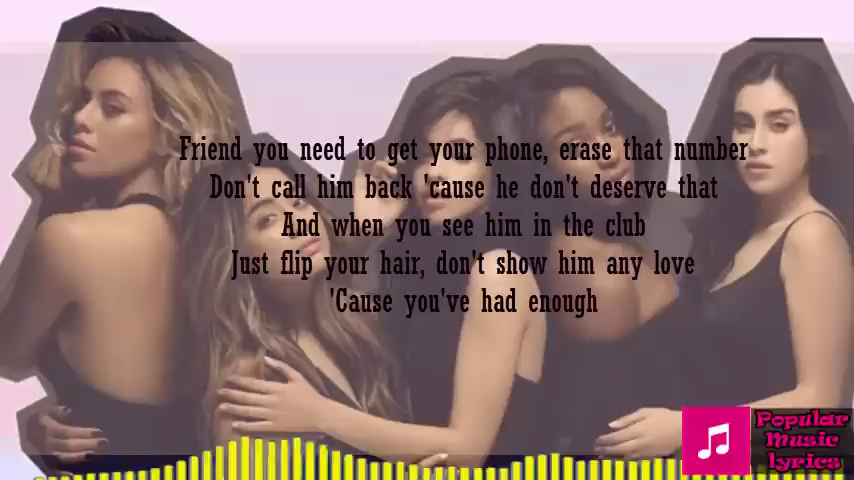 Friend you need to get your phone, erase that number
Don't call him back 'cause he don't deserve that
And when you see him in the club
Just flip your hair, don't show him any love
'Cause you've had enough
Popular
Music
lyrics